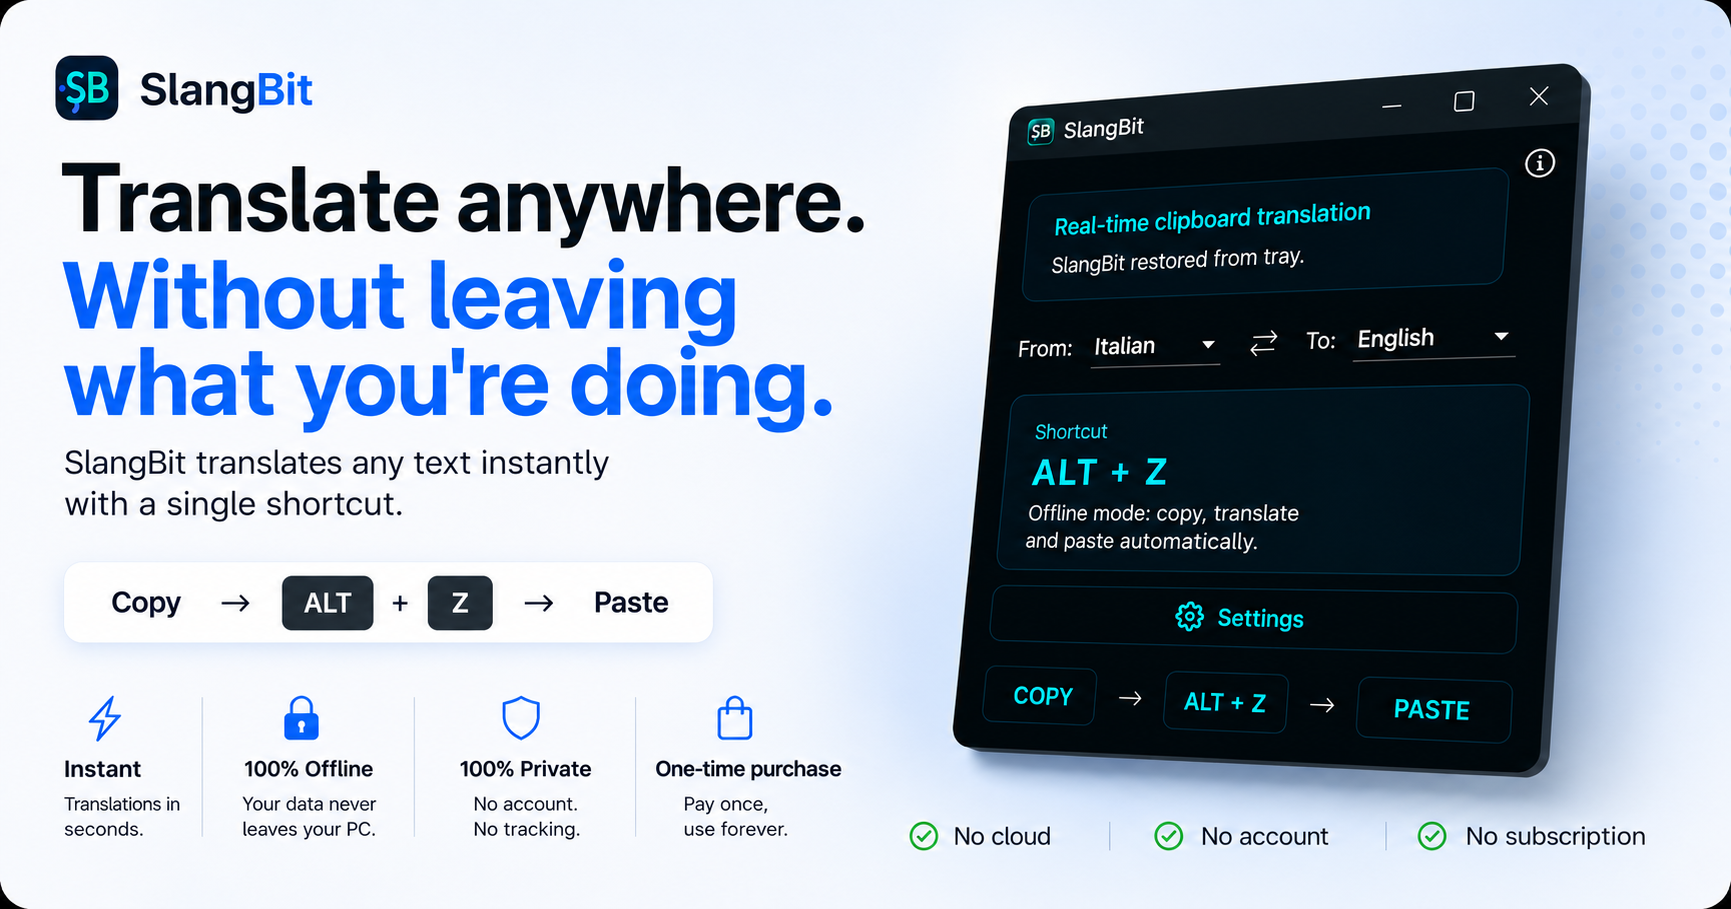 SB SlangBit
Translate anywhere.
Without leaving
what you're doing.
SlangBit translates any text instantly
with a single shortcut.
Copy → ALT + Z → Paste
Instant
Translations in
seconds.
100% Offline
Your data never
leaves your PC.
100% Private
No account.
No tracking.
One-time purchase
Pay once,
use forever.
SB SlangBit
Real-time clipboard translation
SlangBit restored from tray.
From: Italian To: English
Shortcut
ALT + Z
Offline mode: copy, translate
and paste automatically.
Settings
COPY → ALT + Z → PASTE
No cloud
No account
No subscription